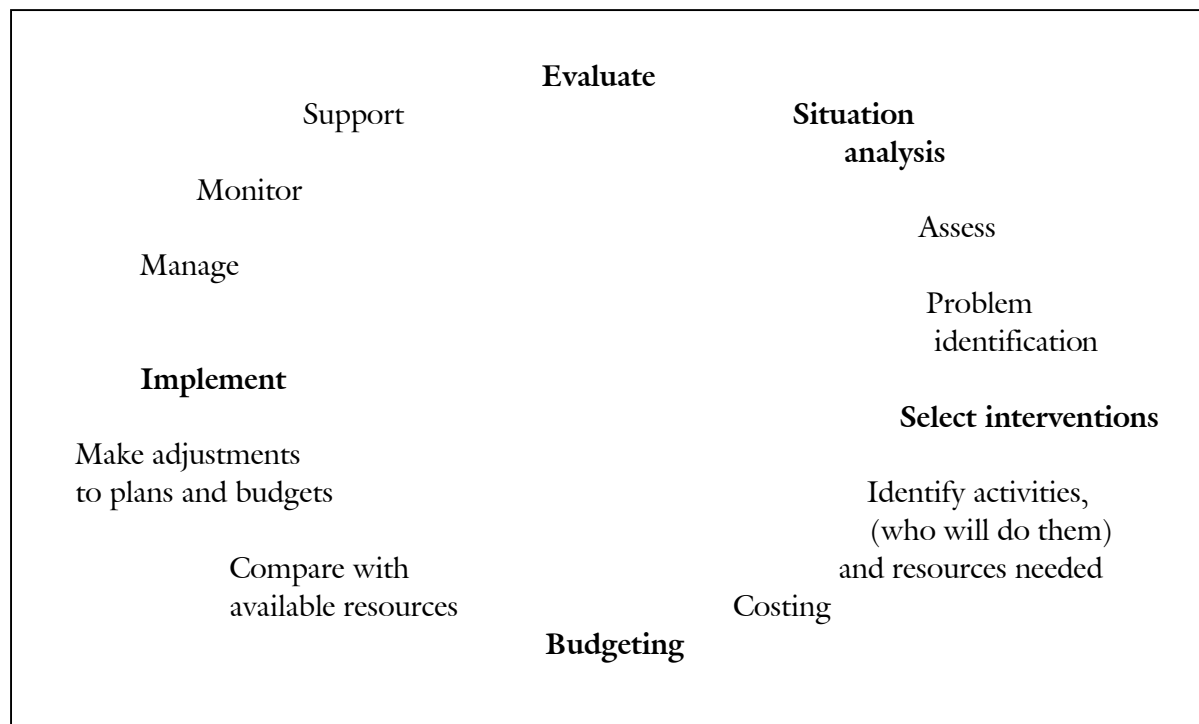 Evaluate
Support
Situation
analysis
Monitor
Assess
Manage
Problem
identification
Implement
Select interventions
Make adjustments
to plans and budgets
Identify activities,
(who will do them)
and resources needed
Compare with
available resources
Costing
Budgeting